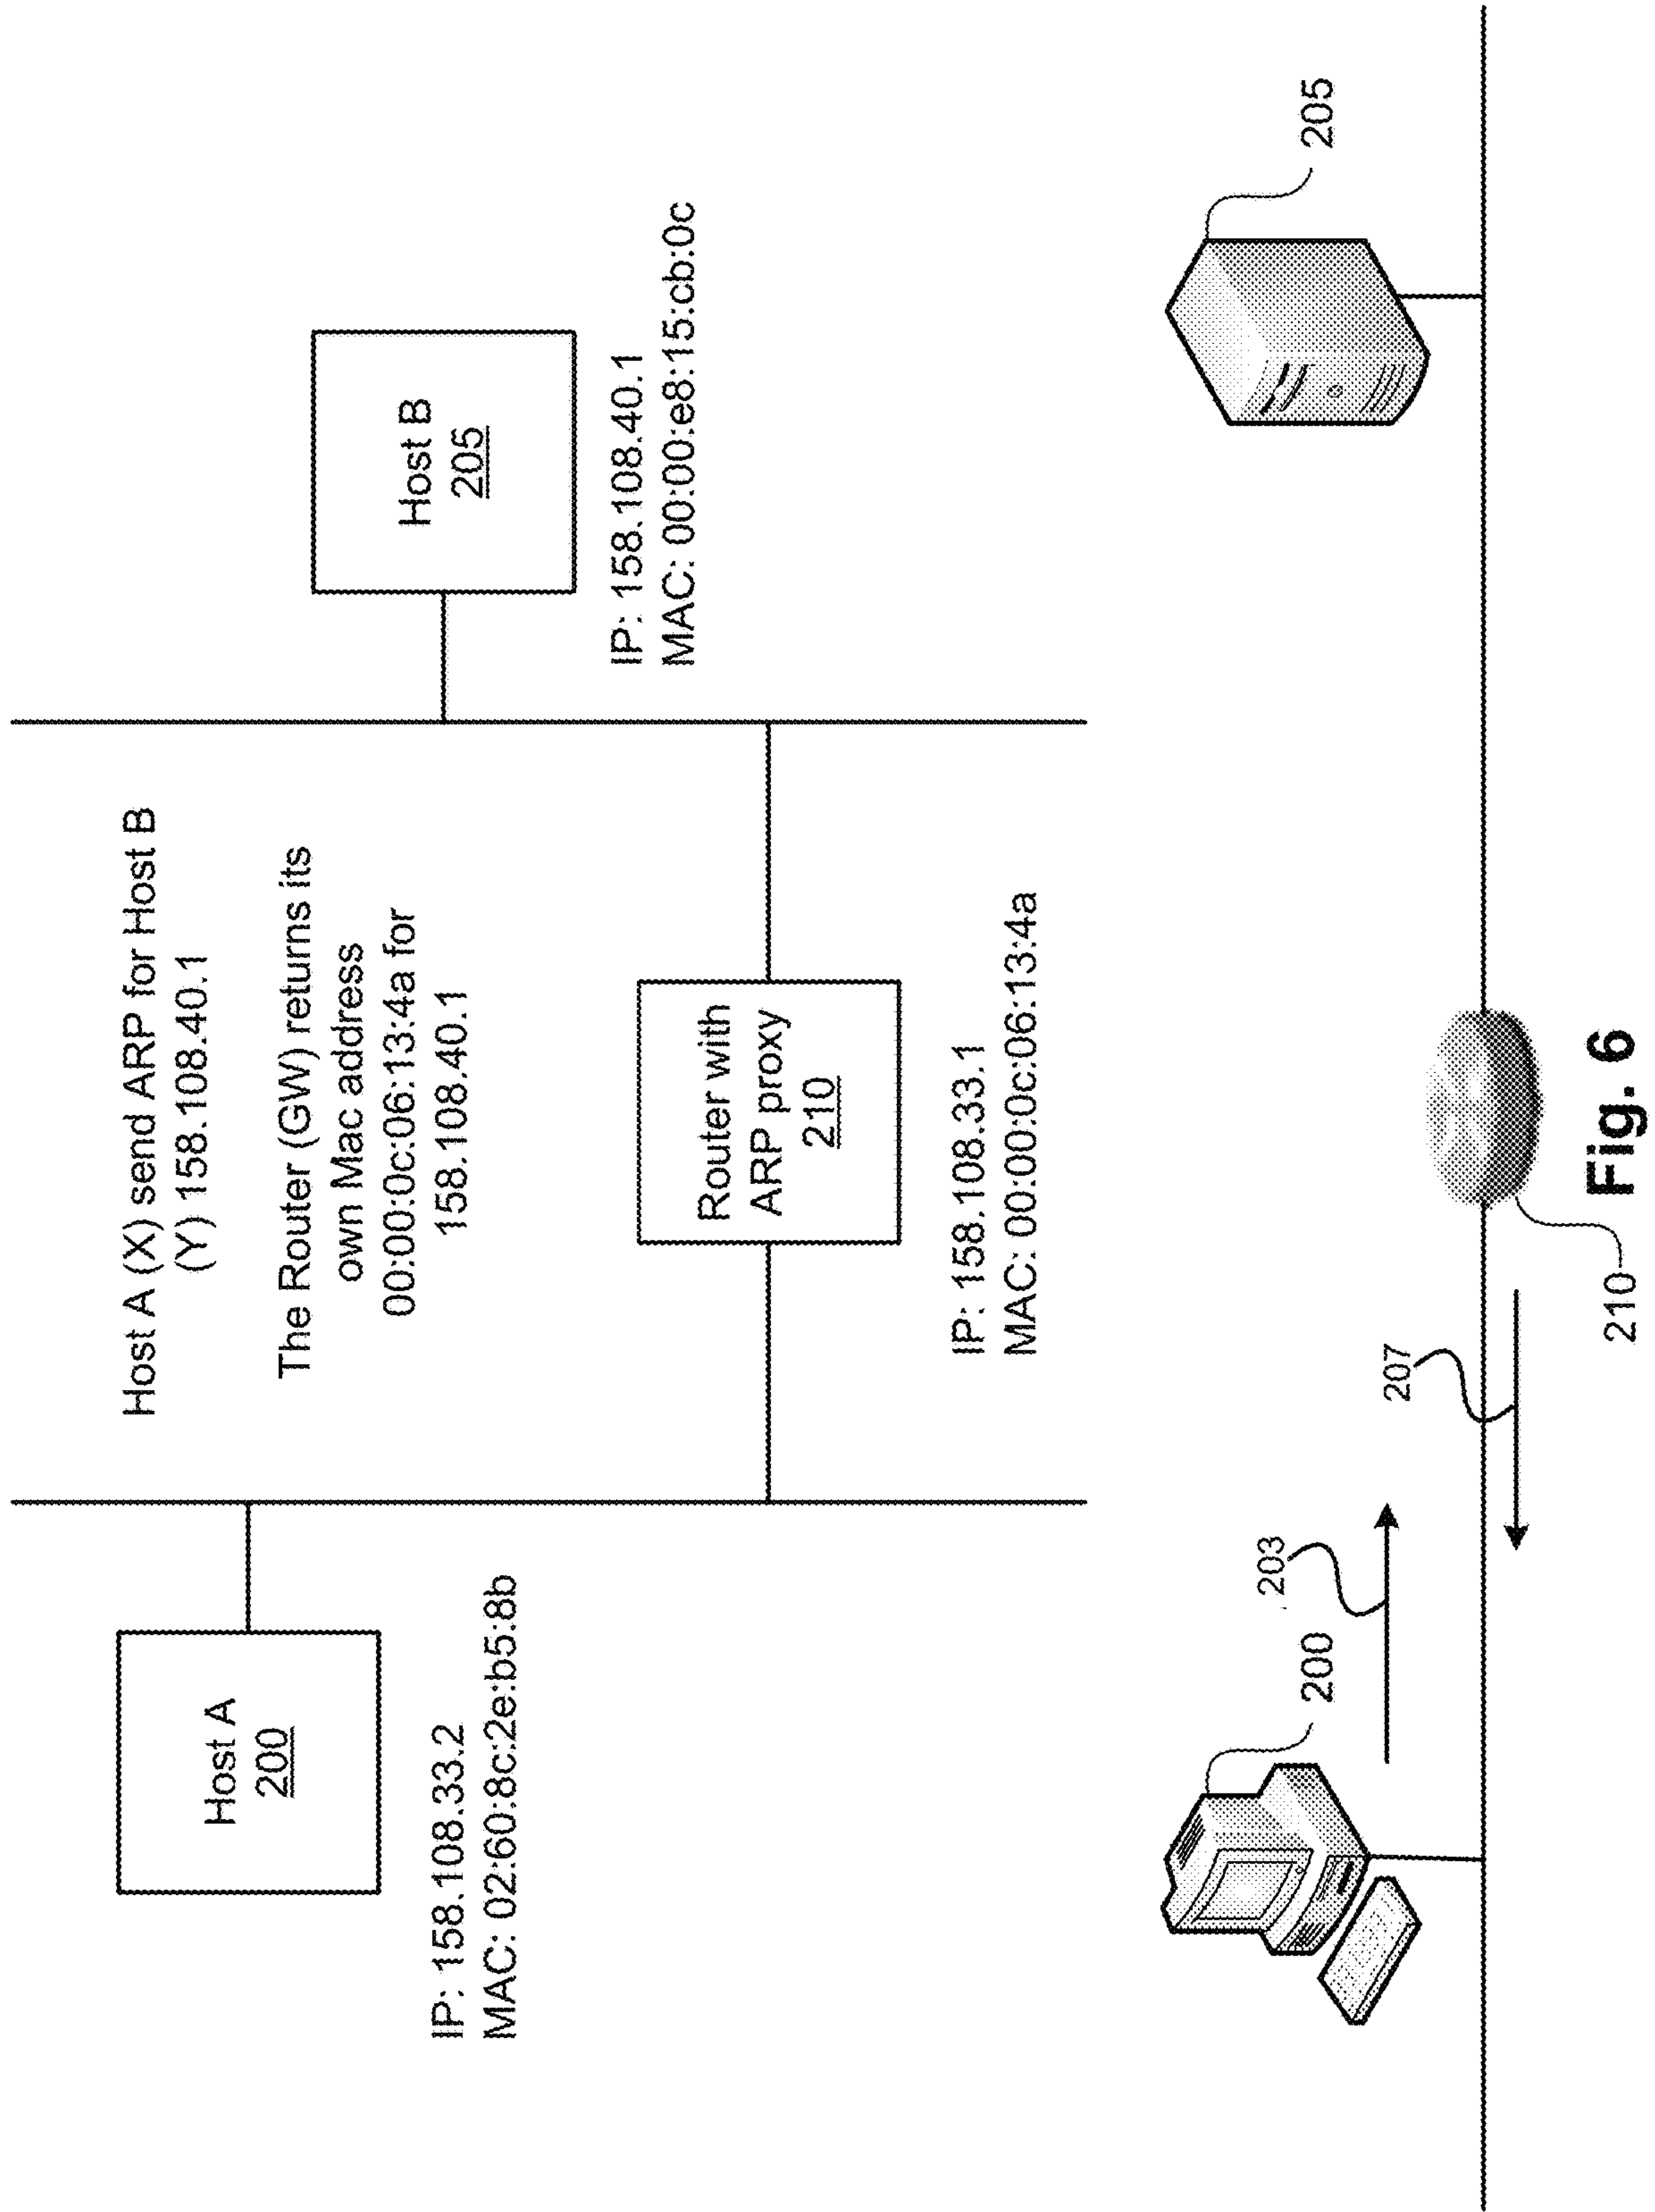 Host A (X) send ARP for Host B
(Y) 158.108.40.1
The Router (GW) returns its
own Mac address
00:00:0c:06:13:4a for
158.108.40.1
Host A
200
IP: 158.108.33.2
MAC: 02:60:8c:2e:b5:8b
Host B
205
IP: 158.108.40.1
MAC: 00:00:e8:15:cb:0c
Router with
ARP proxy
210
IP: 158.108.33.1
MAC: 00:00:0c:06:13:4a
200
203
205
207
210
Fig. 6